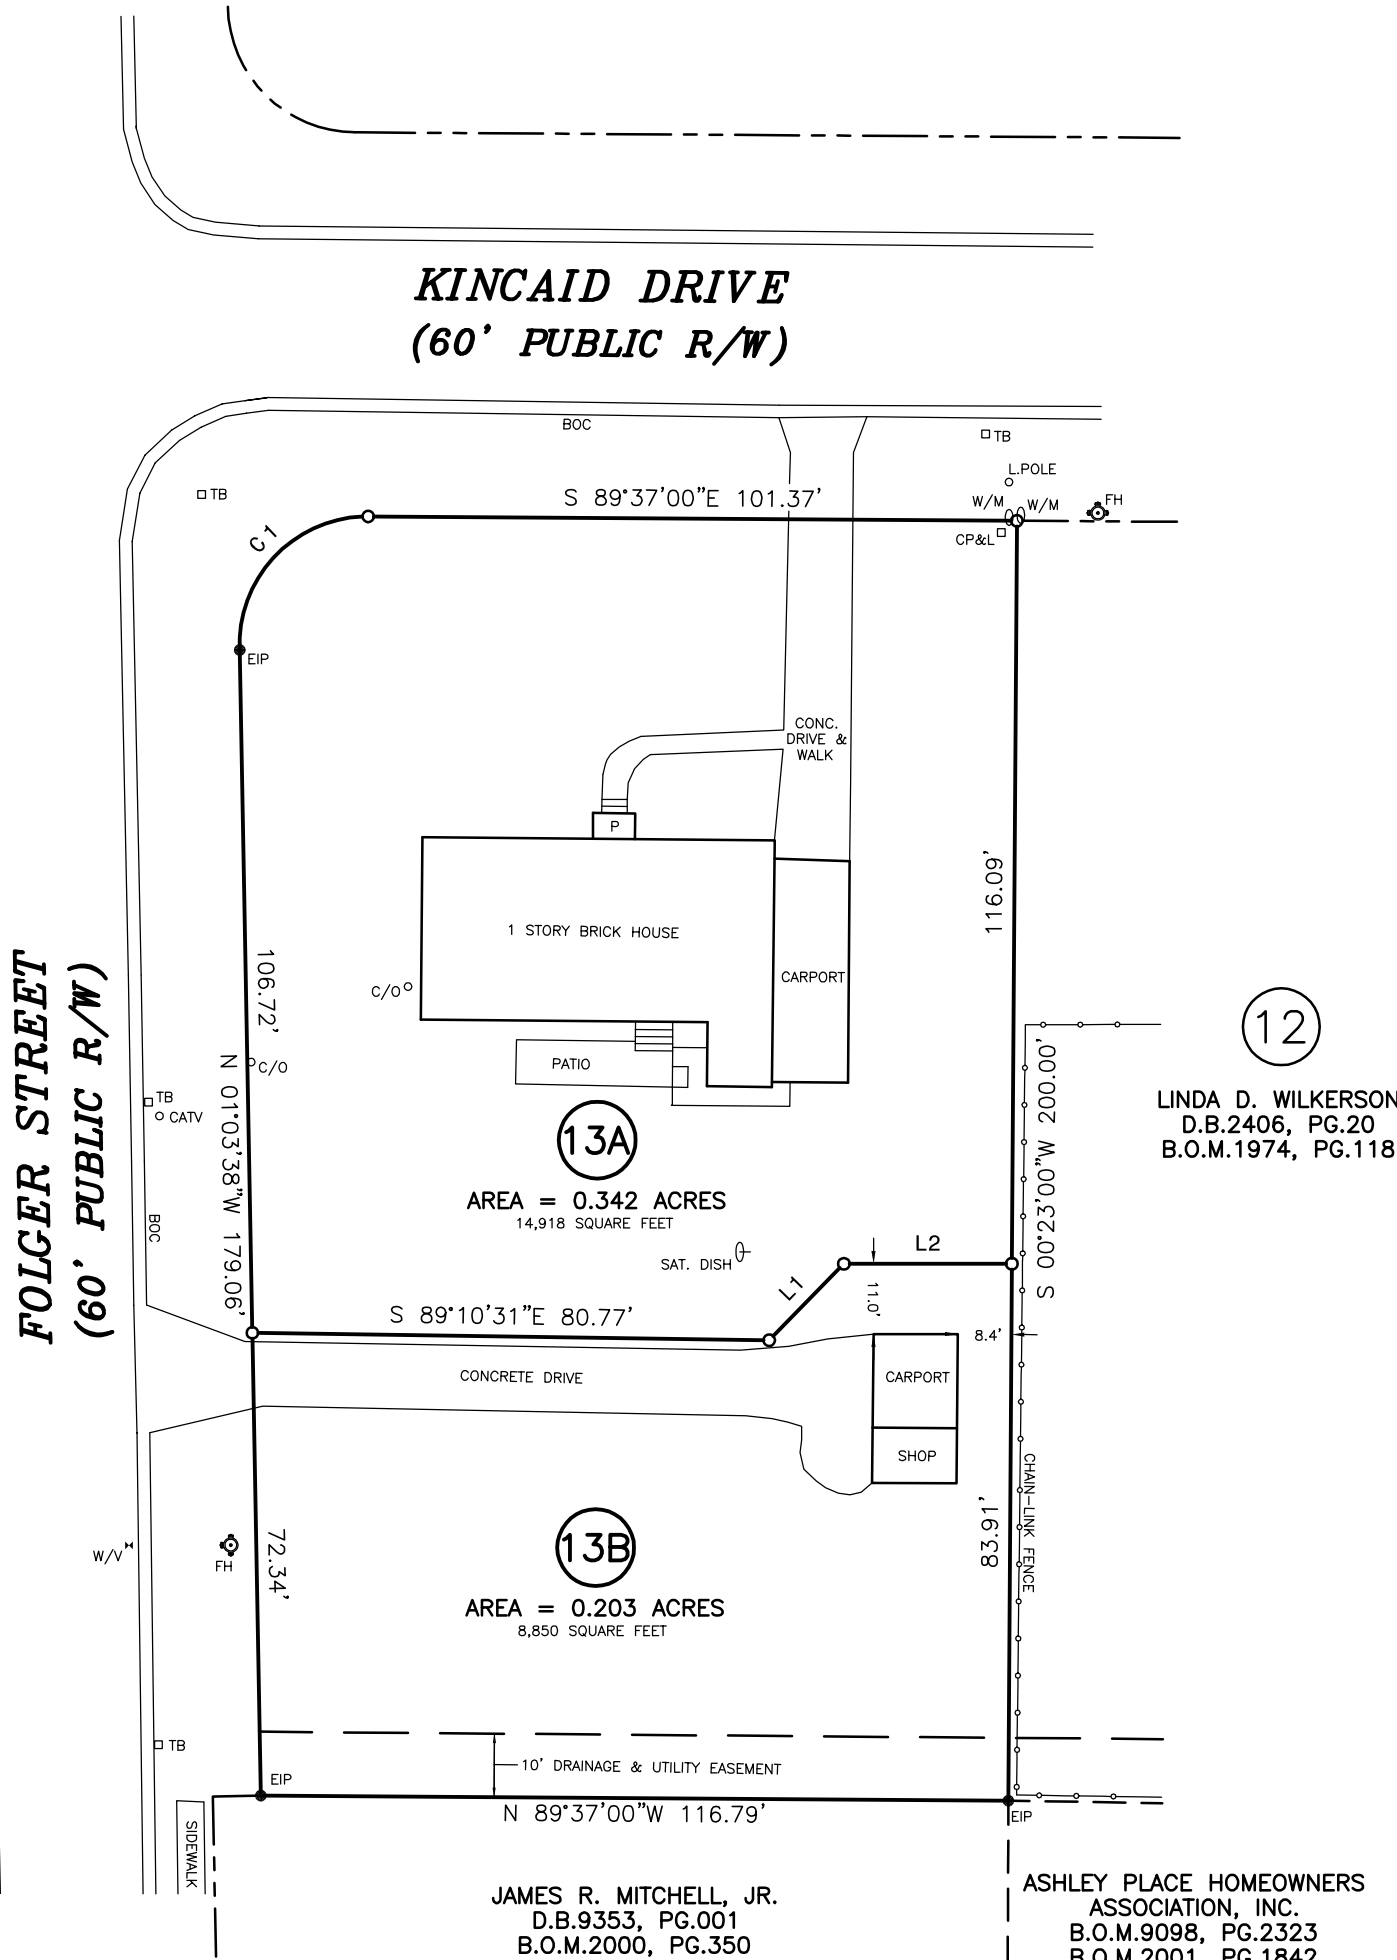 KINCAID DRIVE
(60' PUBLIC R/W)
BOC
TB
L.POLE
TB
S 89°37'00"E 101.37'
W/M
W/M
FH
CP&L
C1
EIP
CONC.
DRIVE &
WALK
P
116.09'
1 STORY BRICK HOUSE
CARPORT
FOLGER STREET
(60' PUBLIC R/W)
106.72'
C/O
C/O
N 01°03'38"W 179.06'
PATIO
TB
CATV
12
LINDA D. WILKERSON
D.B.2406, PG.20
B.O.M.1974, PG.118
S 00°23'00"W 200.00'
13A
AREA = 0.342 ACRES
14,918 SQUARE FEET
BOC
SAT. DISH
L2
L1
11.0'
S 89°10'31"E 80.77'
8.4'
CONCRETE DRIVE
CARPORT
SHOP
CHAIN-LINK FENCE
83.91'
72.34'
W/V
FH
13B
AREA = 0.203 ACRES
8,850 SQUARE FEET
TB
10' DRAINAGE & UTILITY EASEMENT
EIP
N 89°37'00"W 116.79'
EIP
SIDEWALK
JAMES R. MITCHELL, JR.
D.B.9353, PG.001
B.O.M.2000, PG.350
ASHLEY PLACE HOMEOWNERS
ASSOCIATION, INC.
B.O.M.9098, PG.2323
B.O.M.2001, PG.1842